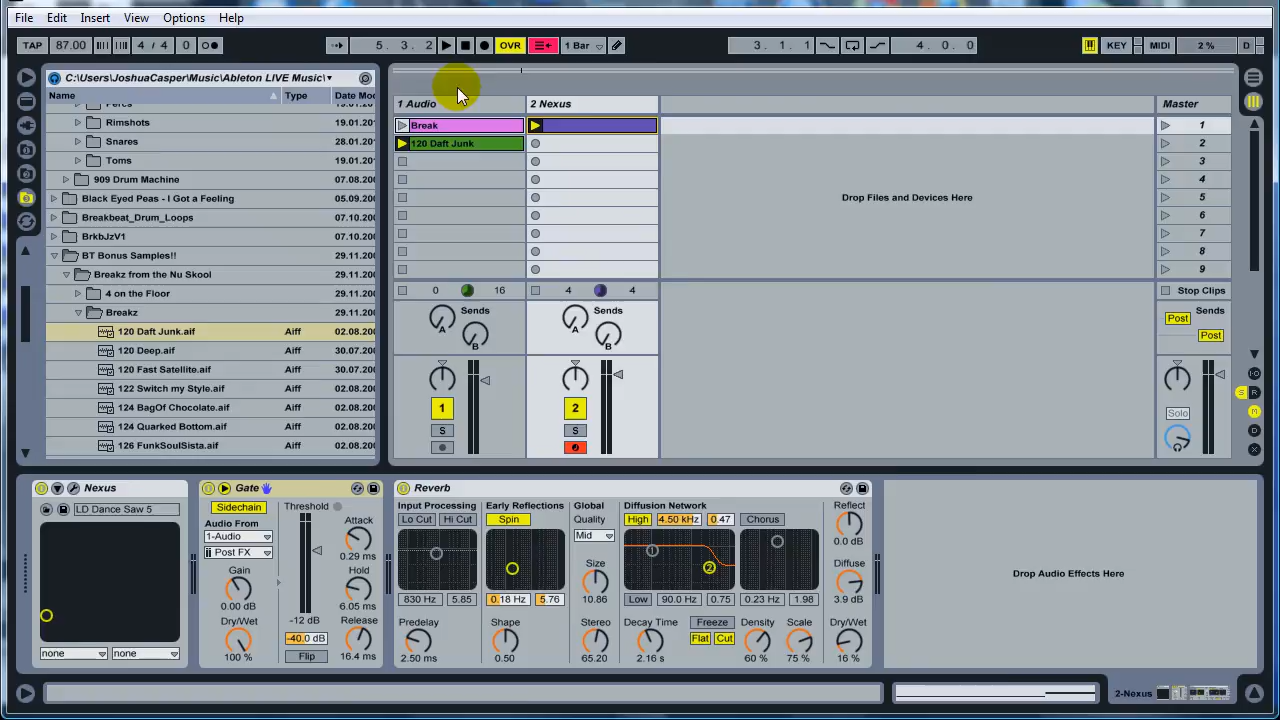 File Edit Insert View Options Help
TAP 87.00 4 / 4 0 5. 3. 2 OVR 1 Bar 3. 1. 1 4. 0. 0 KEY MIDI 2 % D
C:\Users\JoshuaCasper\Music\Ableton LIVE Music\
Name Type Date Mod
Percs 19.01.20
Rimshots 19.01.20
Snares 28.01.20
Toms 19.01.20
909 Drum Machine 07.08.20
Black Eyed Peas - I Got a Feeling 05.09.20
Breakbeat_Drum_Loops 07.10.20
BrkbJzV1 07.10.20
BT Bonus Samples!! 29.11.20
Breakz from the Nu Skool 29.11.20
4 on the Floor 29.11.20
Breakz 29.11.20
120 Daft Junk.aif Aiff 02.08.20
120 Deep.aif Aiff 30.07.20
120 Fast Satellite.aif Aiff 30.07.20
122 Switch my Style.aif Aiff 02.08.20
124 BagOf Chocolate.aif Aiff 02.08.20
124 Quarked Bottom.aif Aiff 02.08.20
126 FunkSoulSista.aif Aiff 02.08.20
1 Audio 2 Nexus Master
Break 1
120 Daft Junk 2
3
4
5
6
7
8
9
Drop Files and Devices Here
0 16 4 4 Stop Clips
Sends Sends Sends
A B A B Post Post
1 2 Solo
S S
I·O
S R
M
D
X
Nexus
LD Dance Saw 5
none none
Gate
Sidechain Threshold
Audio From Attack
1-Audio 0.29 ms
Post FX
Gain Hold
0.00 dB 6.05 ms
Dry/Wet -12 dB Release
100 % -40.0 dB 16.4 ms
Flip
Reverb
Input Processing Early Reflections Global Diffusion Network Reflect
Lo Cut Hi Cut Spin Quality High 4.50 kHz 0.47 Chorus 0.0 dB
Mid
Size Diffuse
830 Hz 5.85 0.18 Hz 5.76 10.86 Low 90.0 Hz 0.75 0.23 Hz 1.98 3.9 dB
Predelay Shape Stereo Decay Time Freeze Density Scale Dry/Wet
2.50 ms 0.50 65.20 2.16 s Flat Cut 60 % 75 % 16 %
Drop Audio Effects Here
2-Nexus